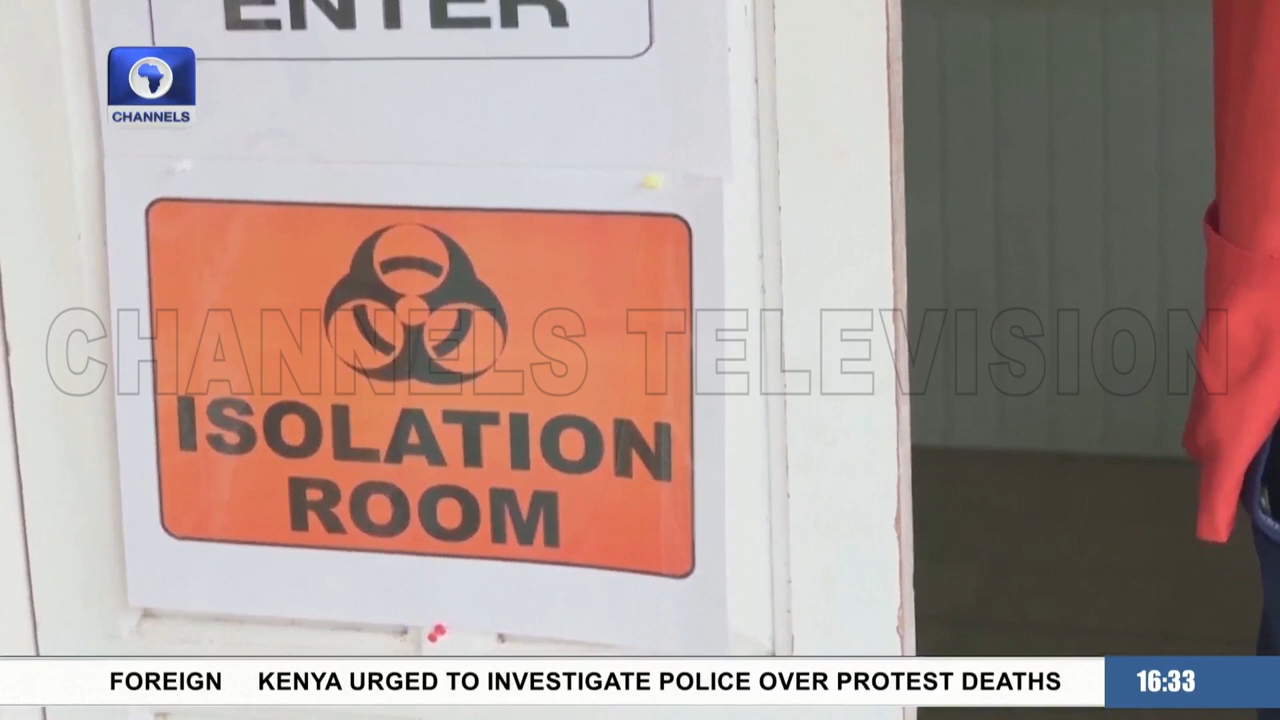 ENTER
CHANNELS
CHANNELS TELEVISION
ISOLATION
ROOM
FOREIGN KENYA URGED TO INVESTIGATE POLICE OVER PROTEST DEATHS
16:33